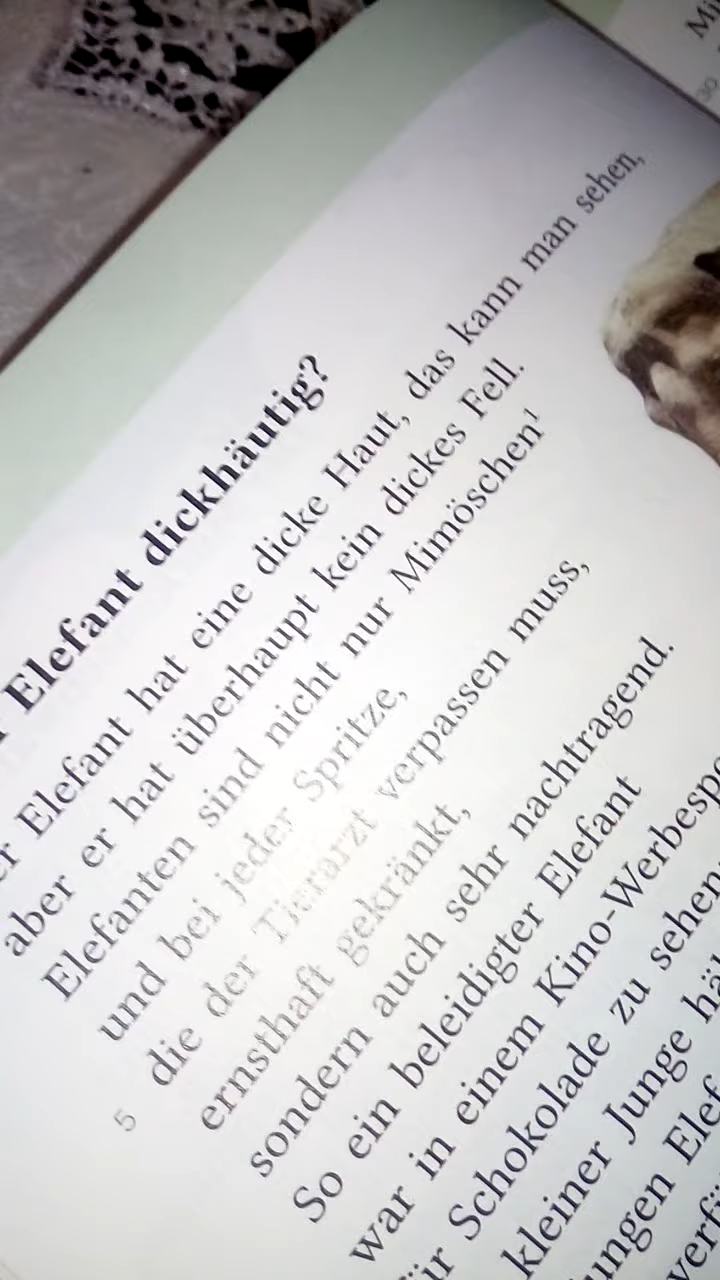 Elefant dickhäutig?
Elefant hat eine dicke Haut, das kann man sehen,
aber er hat überhaupt kein dickes Fell.
Elefanten sind nicht nur Mimöschen¹
und bei jeder Spritze,
5 die der Tierarzt verpassen muss,
ernsthaft gekränkt,
sondern auch sehr nachtragend.
So ein beleidigter Elefant
war in einem Kino-Werbesp
Schokolade zu sehen
kleiner Junge